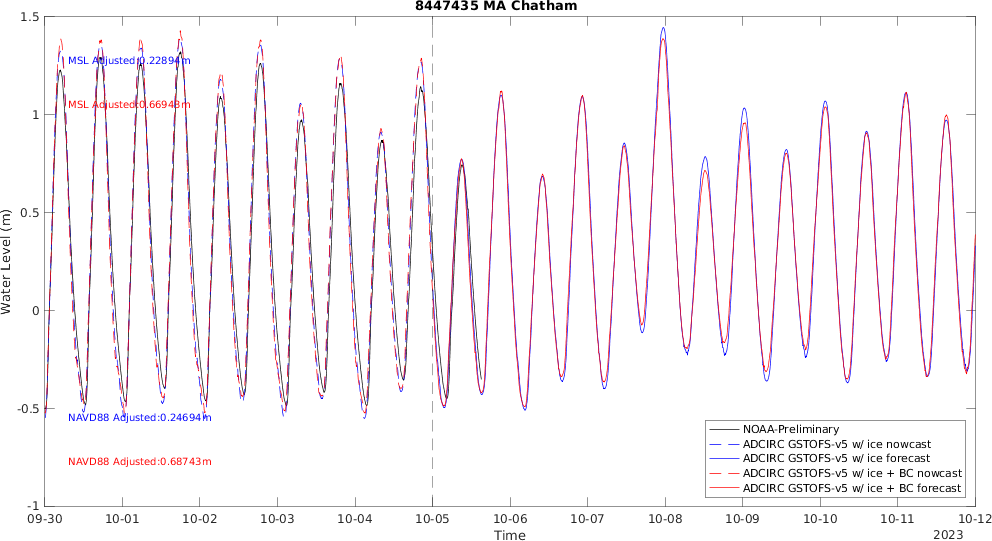 8447435 MA Chatham
1.5
1
0.5
0
-0.5
-1
Water Level (m)
MSL Adjusted:0.22894m
MSL Adjusted:0.66943m
NAVD88 Adjusted:0.24694m
NAVD88 Adjusted:0.68743m
NOAA-Preliminary
ADCIRC GSTOFS-v5 w/ ice nowcast
ADCIRC GSTOFS-v5 w/ ice forecast
ADCIRC GSTOFS-v5 w/ ice + BC nowcast
ADCIRC GSTOFS-v5 w/ ice + BC forecast
09-30 10-01 10-02 10-03 10-04 10-05 10-06 10-07 10-08 10-09 10-10 10-11 10-12
Time
2023